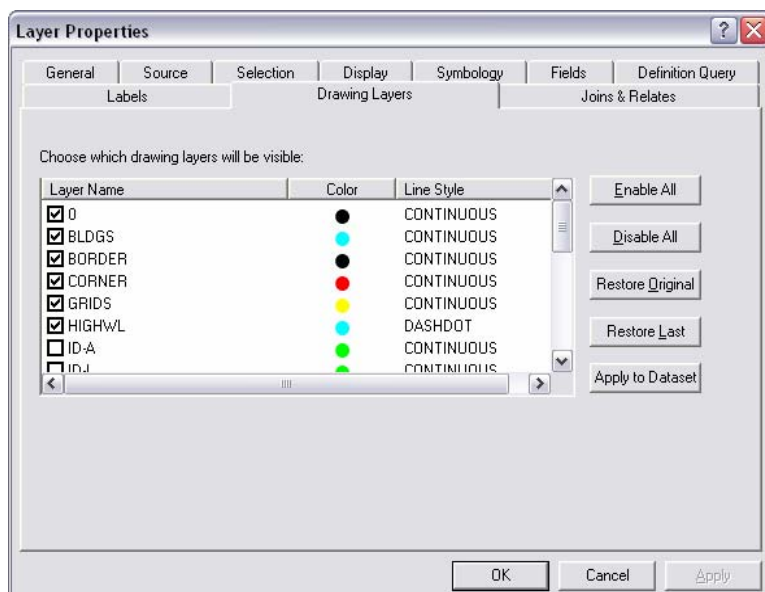 Layer Properties
General Source Selection Display Symbology Fields Definition Query
Labels Drawing Layers Joins & Relates
Choose which drawing layers will be visible:
Layer Name Color Line Style
0 CONTINUOUS
BLDGS CONTINUOUS
BORDER CONTINUOUS
CORNER CONTINUOUS
GRIDS CONTINUOUS
HIGHWL DASHDOT
ID-A CONTINUOUS
CONTINUOUS
Enable All
Disable All
Restore Original
Restore Last
Apply to Dataset
OK Cancel Apply